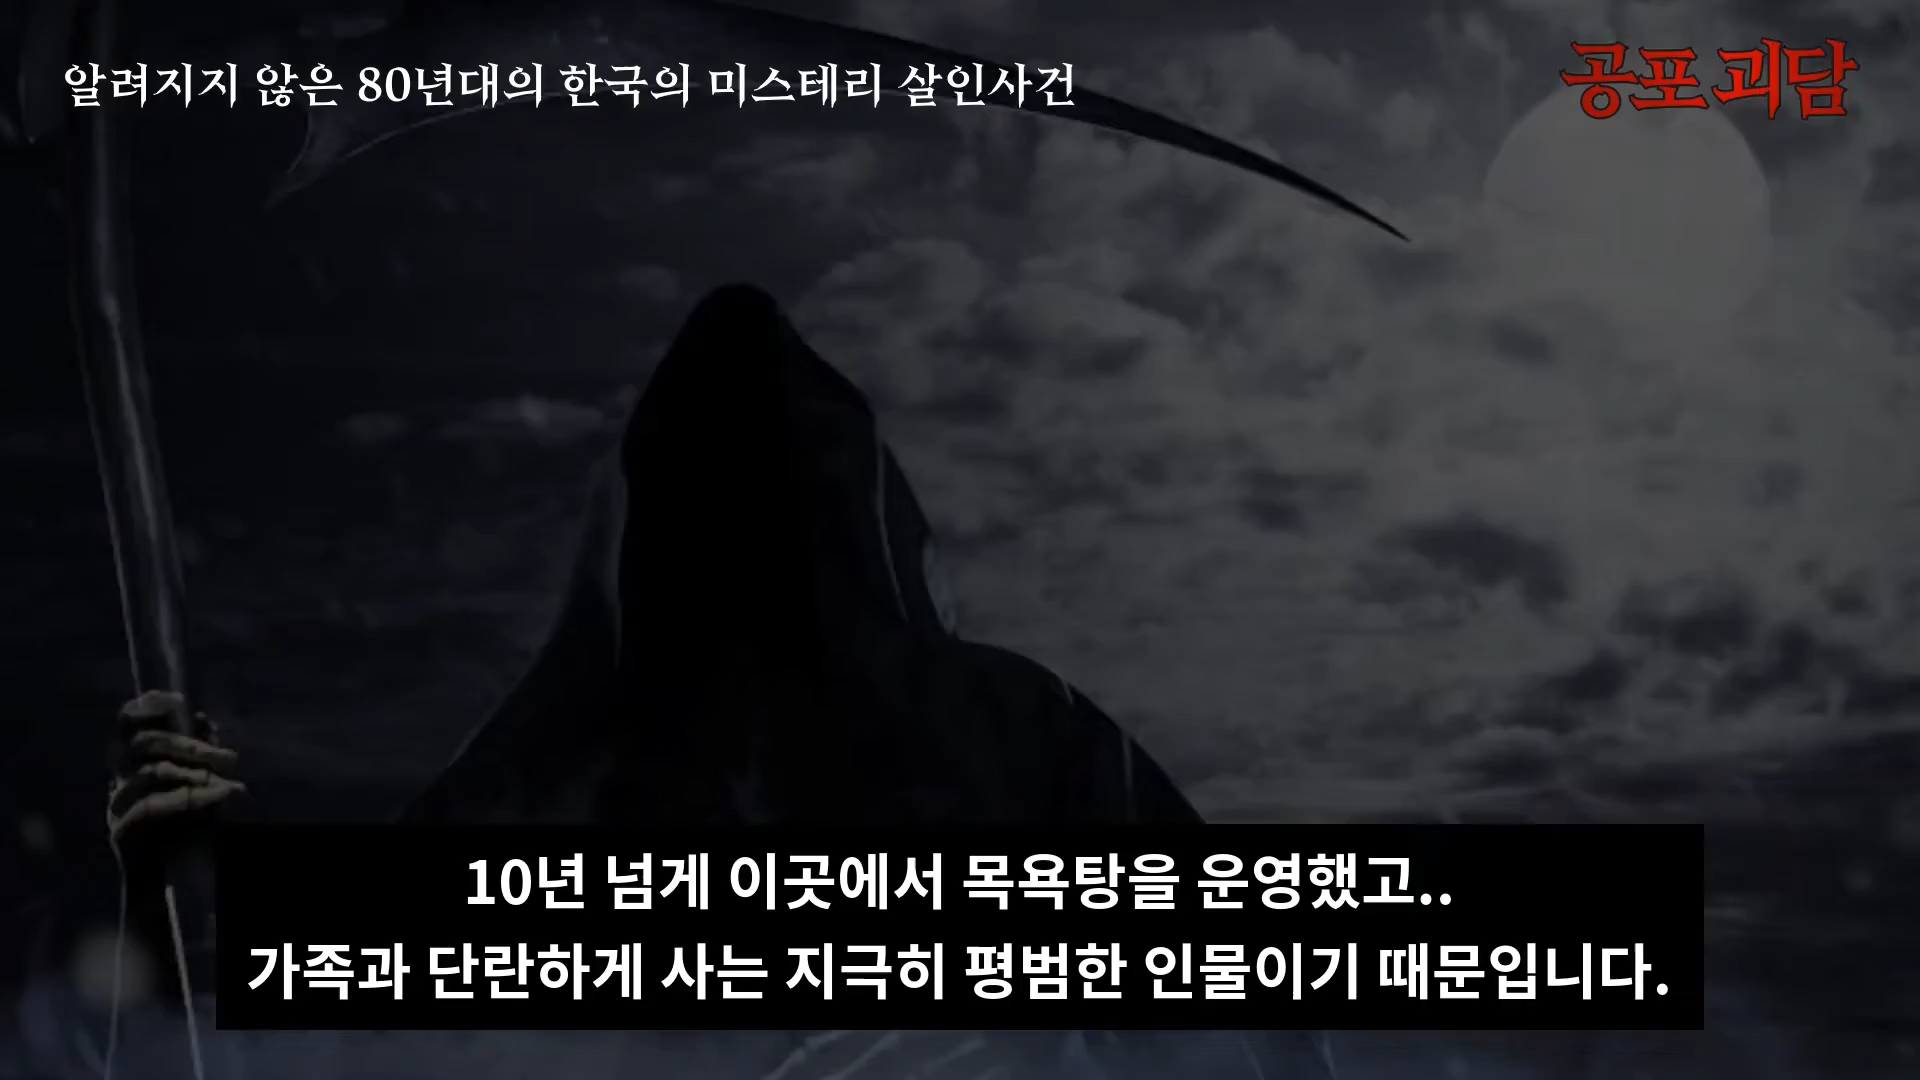 알려지지 않은 80년대의 한국의 미스테리 살인사건
공포괴담
10년 넘게 이곳에서 목욕탕을 운영했고..
가족과 단란하게 사는 지극히 평범한 인물이기 때문입니다.